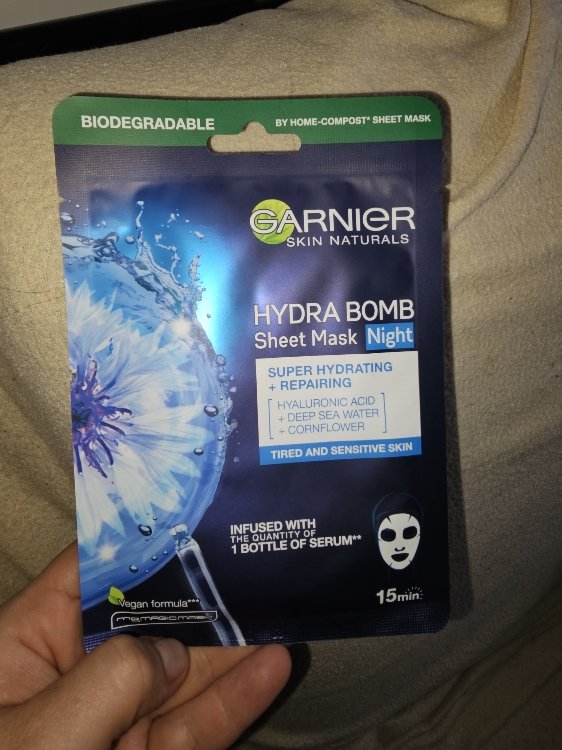 BIODEGRADABLE
BY HOME-COMPOST* SHEET MASK
GARNIER
SKIN NATURALS
HYDRA BOMB
Sheet Mask Night
SUPER HYDRATING
+ REPAIRING
HYALURONIC ACID
+ DEEP SEA WATER
+ CORNFLOWER
TIRED AND SENSITIVE SKIN
INFUSED WITH
THE QUANTITY OF
1 BOTTLE OF SERUM**
15min
Vegan formula***